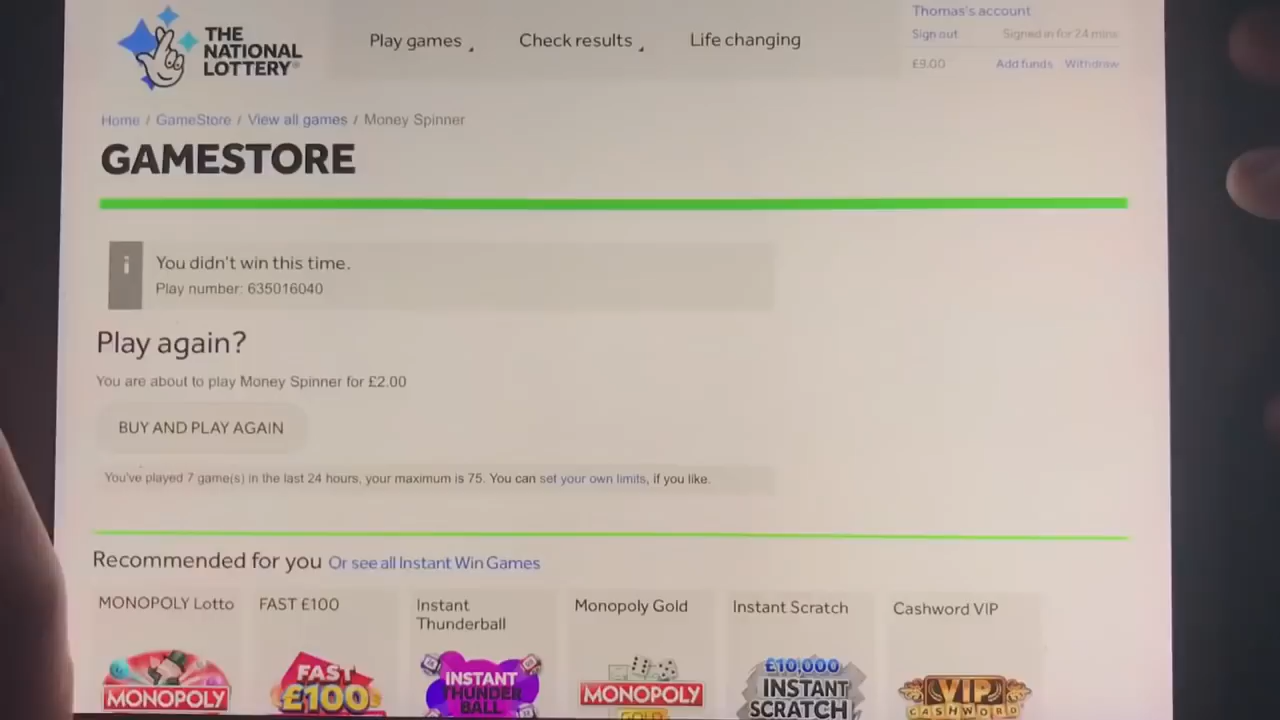 THE
NATIONAL
LOTTERY
Play games
Check results
Life changing
Thomas's account
Sign out
Signed in for 24 mins
£9.00
Add funds
Withdraw
Home / GameStore / View all games / Money Spinner
GAMESTORE
i
You didn't win this time.
Play number: 635016040
Play again?
You are about to play Money Spinner for £2.00
BUY AND PLAY AGAIN
You've played 7 game(s) in the last 24 hours, your maximum is 75. You can set your own limits, if you like.
Recommended for you Or see all Instant Win Games
MONOPOLY Lotto
FAST £100
Instant
Thunderball
Monopoly Gold
Instant Scratch
Cashword VIP
MONOPOLY
FAST
£100
INSTANT
THUNDER
BALL
MONOPOLY
GOLD
£10,000
INSTANT
SCRATCH
VIP
CASHWORD